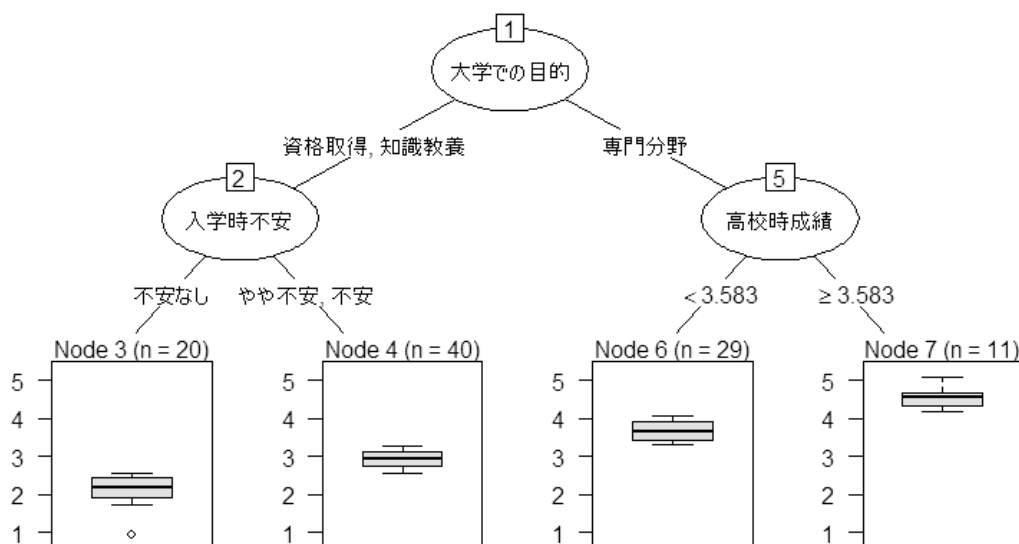 1
大学での目的
資格取得, 知識教養
専門分野
2
入学時不安
5
高校時成績
不安なし
やや不安, 不安
< 3.583
≥ 3.583
Node 3 (n = 20)
Node 4 (n = 40)
Node 6 (n = 29)
Node 7 (n = 11)
5
4
3
2
1
5
4
3
2
1
5
4
3
2
1
5
4
3
2
1